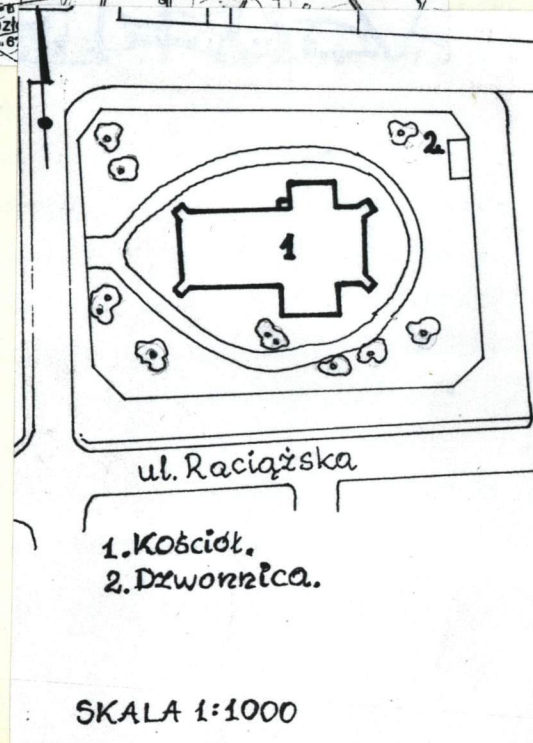 2.
1
ul. Raciążska
1. Kościół.
2. Dzwonnica.
SKALA 1:1000